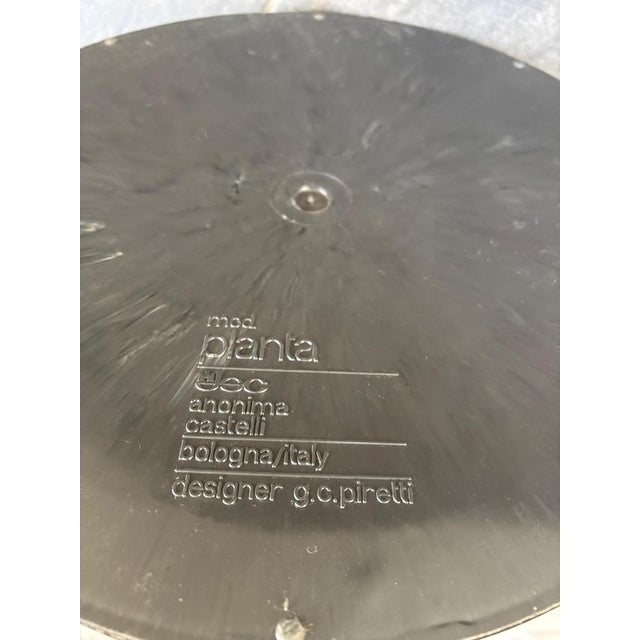 mod.
planta
anonima
castelli
bologna/italy
designer g.c.piretti